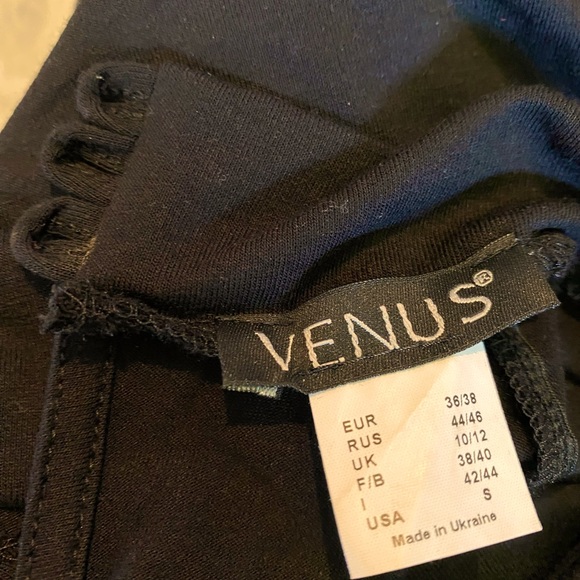 VENUS®
EUR 36/38
RUS 44/46
UK 10/12
F/B 38/40
I 42/44
USA S
Made in Ukraine